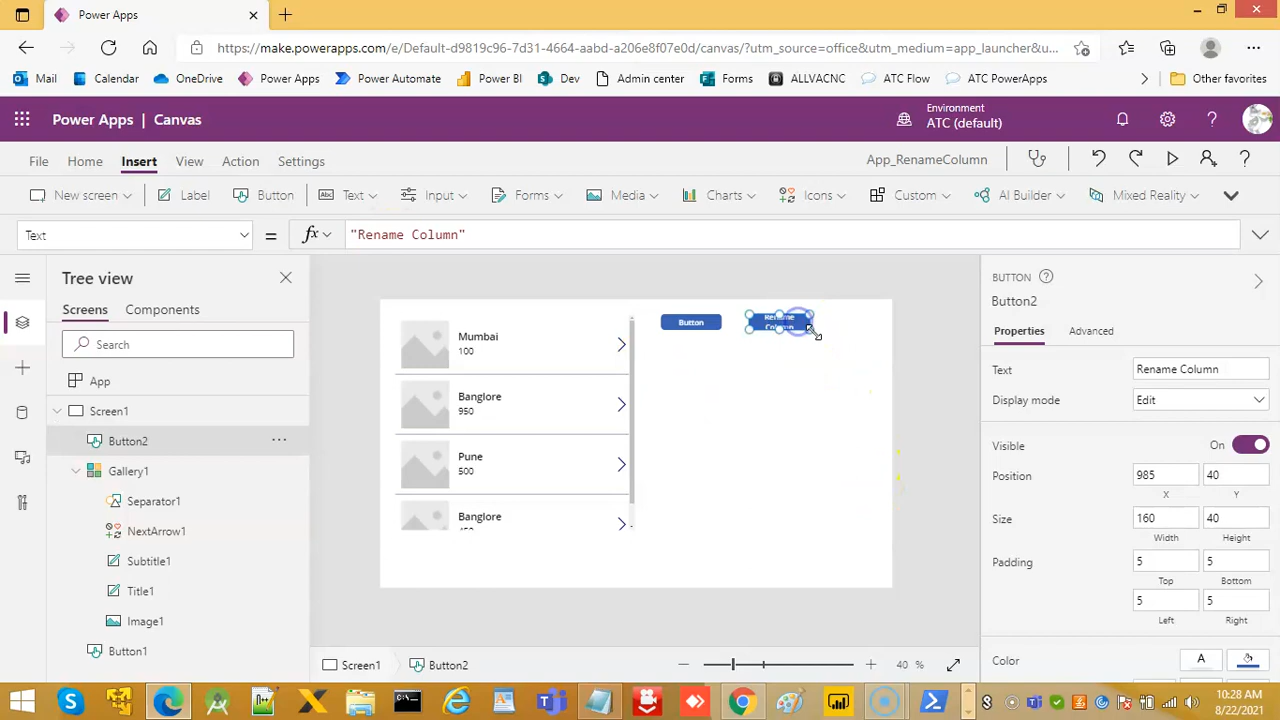 Power Apps
https://make.powerapps.com/e/Default-d9819c96-7d31-4664-aabd-a206e8f07e0d/canvas/?utm_source=office&utm_medium=app_launcher&u...
Mail
Calendar
OneDrive
Power Apps
Power Automate
Power BI
Dev
Admin center
Forms
ALLVACNC
ATC Flow
ATC PowerApps
Other favorites
Power Apps | Canvas
Environment
ATC (default)
File
Home
Insert
View
Action
Settings
App_RenameColumn
New screen
Label
Button
Text
Input
Forms
Media
Charts
Icons
Custom
AI Builder
Mixed Reality
Text
=
fx
"Rename Column"
Tree view
Screens
Components
Search
App
Screen1
Button2
Gallery1
Separator1
NextArrow1
Subtitle1
Title1
Image1
Button1
Mumbai
100
Banglore
950
Pune
500
Banglore
Button
Rename
Column
Screen1
Button2
40 %
BUTTON
Button2
Properties
Advanced
Text
Rename Column
Display mode
Edit
Visible
On
Position
985
40
X
Y
Size
160
40
Width
Height
Padding
5
5
Top
Bottom
5
5
Left
Right
Color
A
10:28 AM
8/22/2021